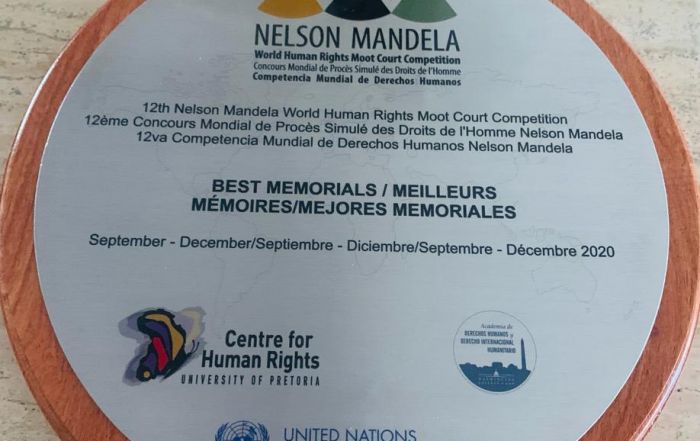 NELSON MANDELA
World Human Rights Moot Court Competition
Concours Mondial de Procès Simulé des Droits de l'Homme
Competencia Mundial de Derechos Humanos
12th Nelson Mandela World Human Rights Moot Court Competition
12ème Concours Mondial de Procès Simulé des Droits de l'Homme Nelson Mandela
12va Competencia Mundial de Derechos Humanos Nelson Mandela
BEST MEMORIALS / MEILLEURS
MÉMOIRES/MEJORES MEMORIALES
September - December/Septiembre - Diciembre/Septembre - Décembre 2020
Centre for
Human Rights
UNIVERSITY OF PRETORIA
Academia de
DERECHOS HUMANOS y
DERECHO INTERNACIONAL
HUMANITARIO
UNITED NATIONS